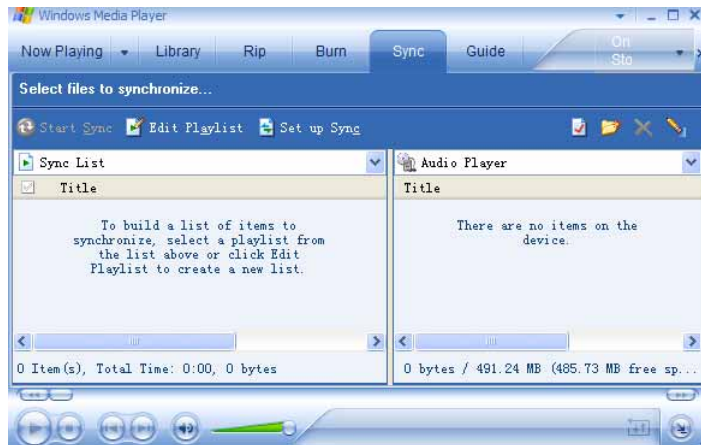 Windows Media Player
Now Playing Library Rip Burn Sync Guide On
Sto
Select files to synchronize...
Start Sync Edit Playlist Set up Sync
Sync List Audio Player
Title Title
To build a list of items to
synchronize, select a playlist from
the list above or click Edit
Playlist to create a new list.
There are no items on the
device.
0 Item(s), Total Time: 0:00, 0 bytes
0 bytes / 491.24 MB (485.73 MB free sp...